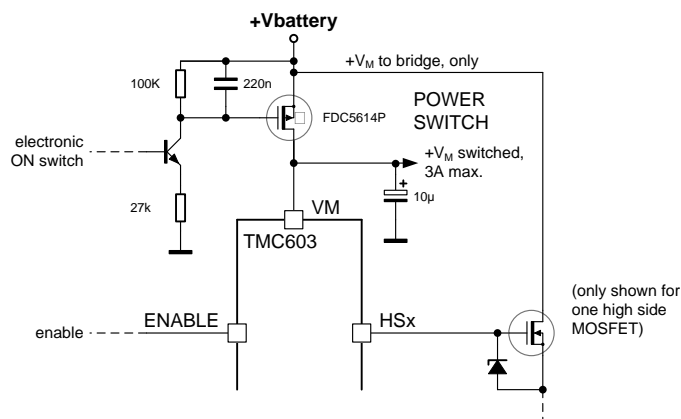 +Vbattery
+VM to bridge, only
100K
220n
FDC5614P
POWER
SWITCH
electronic
ON switch
+VM switched,
3A max.
+
10µ
27k
VM
TMC603
(only shown for
one high side
MOSFET)
enable
ENABLE
HSx